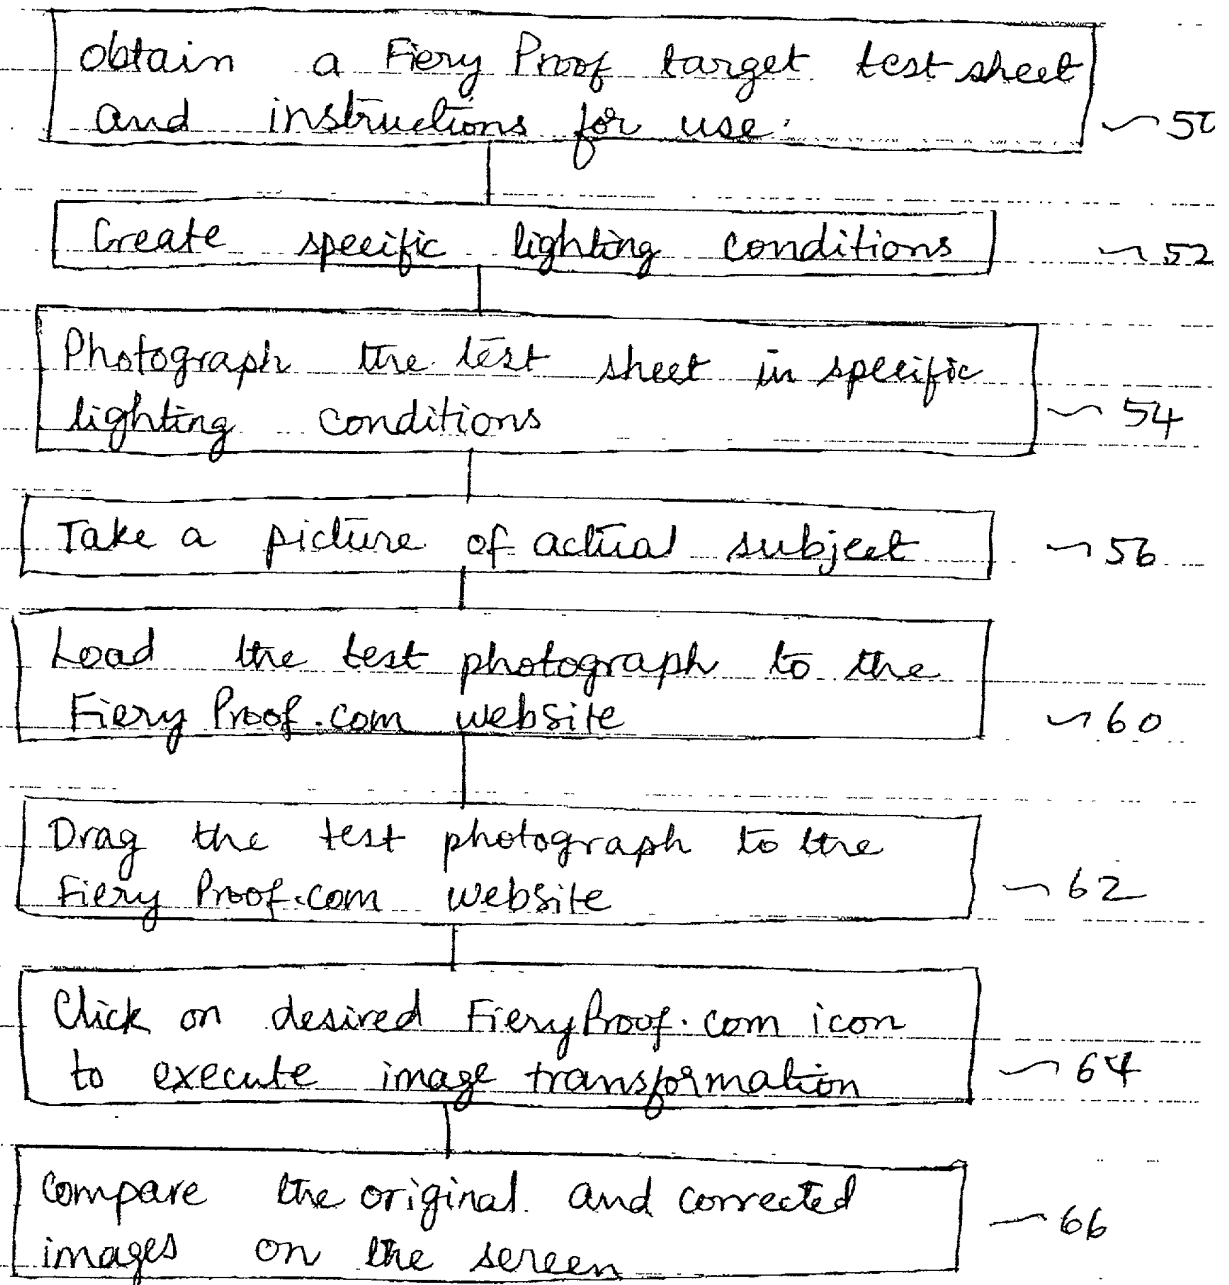 Obtain a Fiery Proof target test sheet
and instructions for use.
50
Create specific lighting conditions
52
Photograph the test sheet in specific
lighting conditions
54
Take a picture of actual subject
56
Load the test photograph to the
Fiery Proof.com website
60
Drag the test photograph to the
Fiery Proof.com website
62
Click on desired FieryProof.com icon
to execute image transformation
64
Compare the original and corrected
images on the screen
66